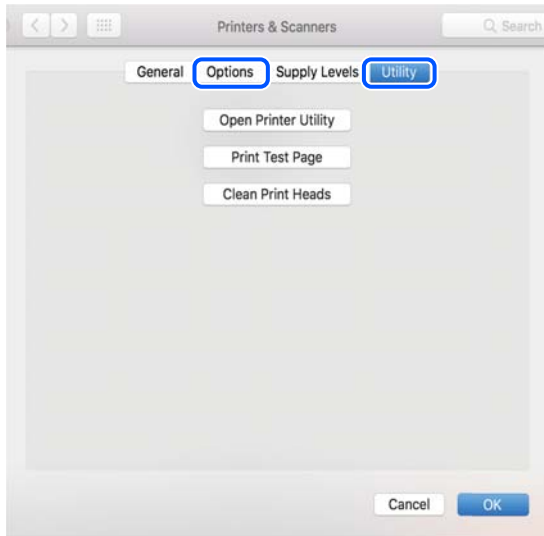 Printers & Scanners
Search
General Options Supply Levels Utility
Open Printer Utility
Print Test Page
Clean Print Heads
Cancel OK